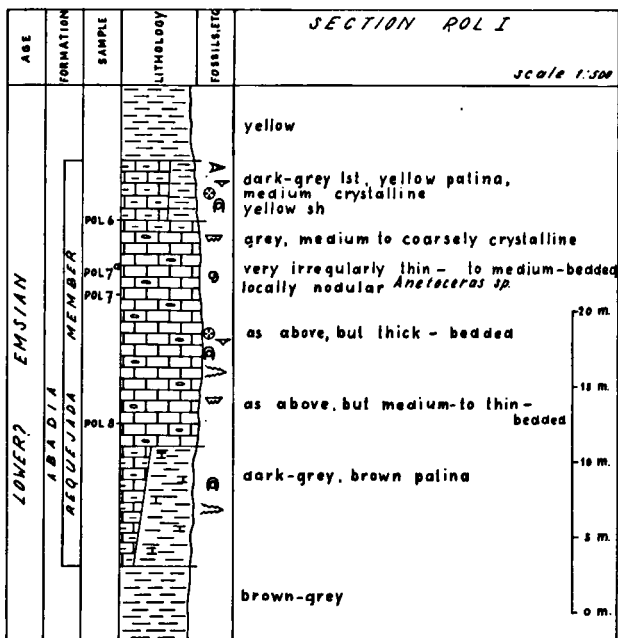 SECTION ROL I
scale 1:500
AGE
FORMATION
SAMPLE
LITHOLOGY
FOSSILS, ETC
LOWER? EMSIAN
ABADIA
REQUEJADA MEMBER
yellow
dark-grey lst, yellow patina,
medium crystalline
yellow sh
POL 6
grey, medium to coarsely crystalline
POL 7a
very irregularly thin- to medium-bedded
locally nodular Anetoceras sp.
POL 7
20 m.
as above, but thick-bedded
15 m.
as above, but medium-to thin-
bedded
POL 8
10 m.
dark-grey, brown patina
5 m.
brown-grey
0 m.